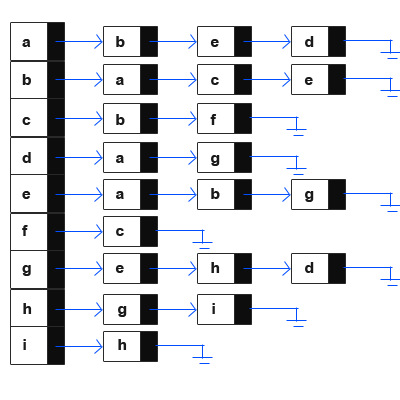 a b e d
b a c e
c b f
d a g
e a b g
f c
g e h d
h g i
i h